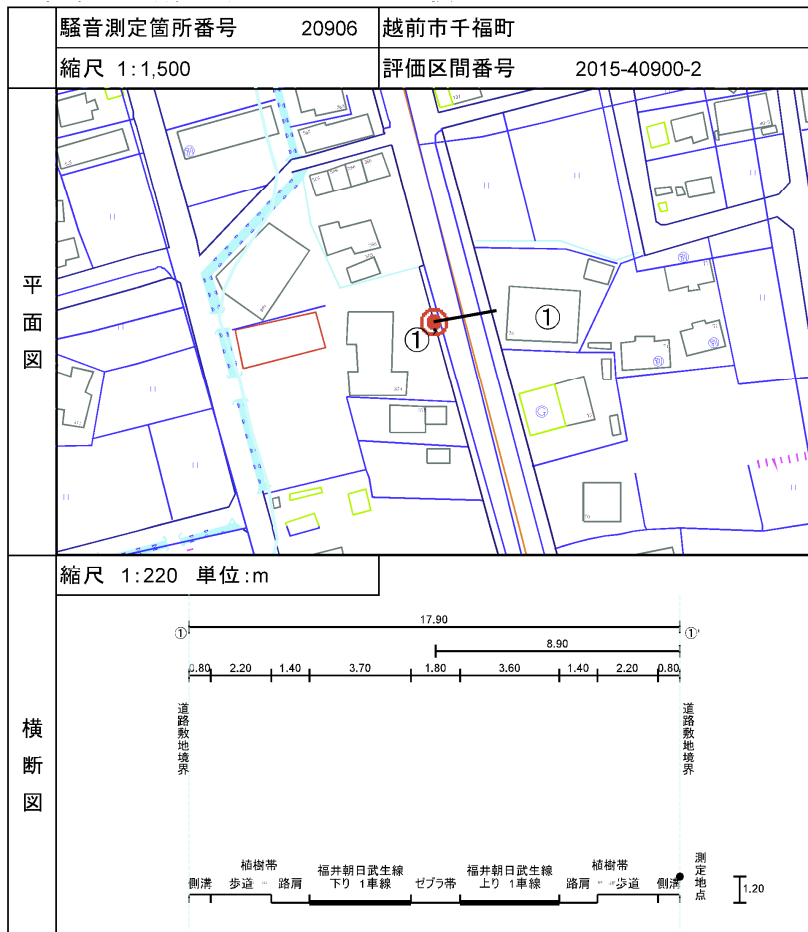 騒音測定箇所番号 20906 越前市千福町
縮尺 1:1,500 評価区間番号 2015-40900-2
平面図
①
①'
縮尺 1:220 単位:m
横断図
17.90
① ①'
8.90
0.80 2.20 1.40 3.70 1.80 3.60 1.40 2.20 0.80
道路敷地境界
道路敷地境界
側溝
植樹帯
歩道
路肩
福井朝日武生線
下り 1車線
ゼブラ帯
福井朝日武生線
上り 1車線
路肩
植樹帯
歩道
側溝
測定地点
1.20